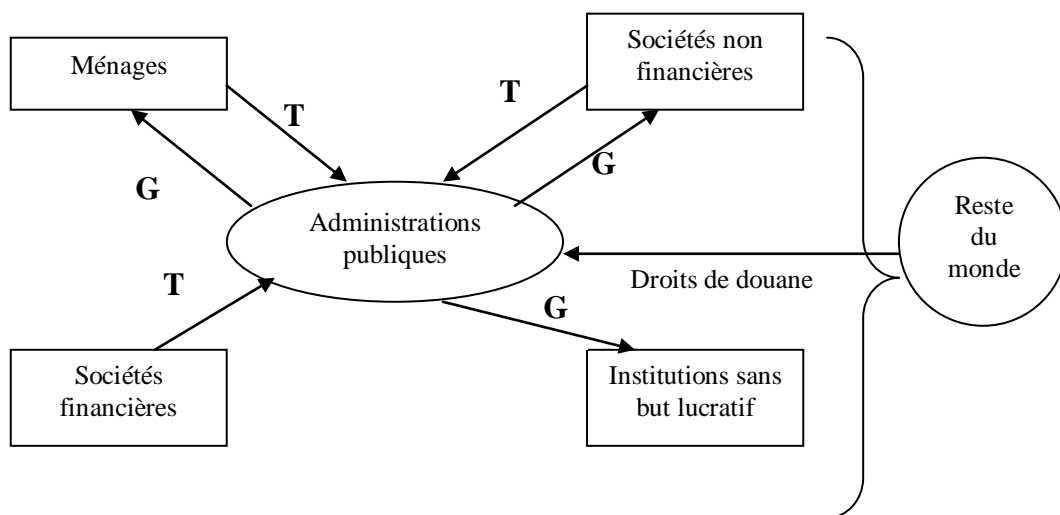 Ménages
Sociétés non
financières
T
T
G
G
Administrations
publiques
Reste
du
monde
Droits de douane
T
G
Sociétés
financières
Institutions sans
but lucratif